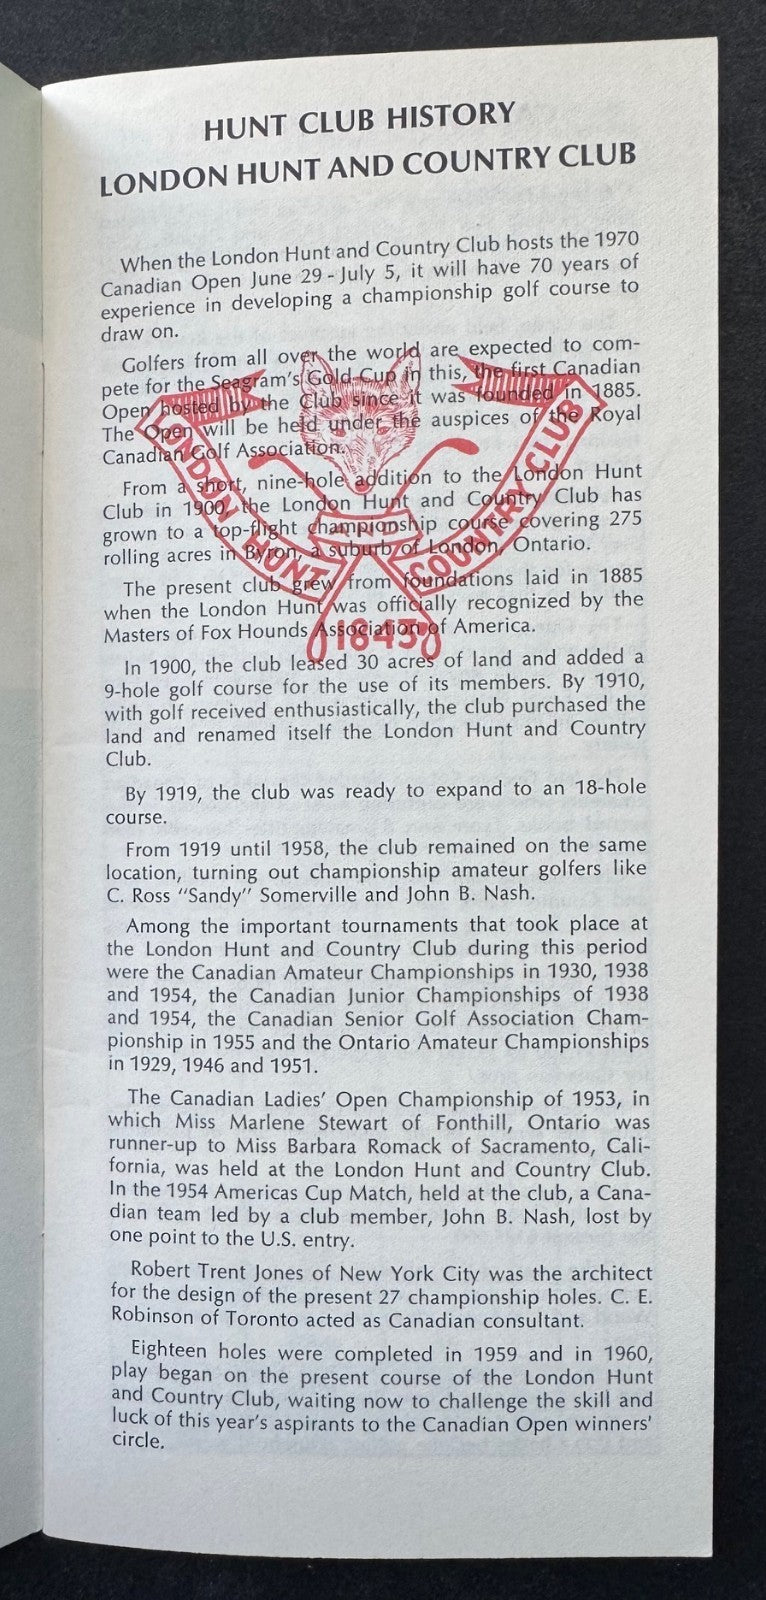 HUNT CLUB HISTORY
LONDON HUNT AND COUNTRY CLUB
When the London Hunt and Country Club hosts the 1970
Canadian Open June 29 - July 5, it will have 70 years of
experience in developing a championship golf course to
draw on.
Golfers from all over the world are expected to com-
pete for the Seagram's Gold Cup in this, the first Canadian
Open hosted by the Club since it was founded in 1885.
The Open will be held under the auspices of the Royal
Canadian Golf Association.
From a short, nine-hole addition to the London Hunt
Club in 1900, the London Hunt and Country Club has
grown to a top-flight championship course covering 275
rolling acres in Byron, a suburb of London, Ontario.
The present club grew from foundations laid in 1885
when the London Hunt was officially recognized by the
Masters of Fox Hounds Association of America.
In 1900, the club leased 30 acres of land and added a
9-hole golf course for the use of its members. By 1910,
with golf received enthusiastically, the club purchased the
land and renamed itself the London Hunt and Country
Club.
By 1919, the club was ready to expand to an 18-hole
course.
From 1919 until 1958, the club remained on the same
location, turning out championship amateur golfers like
C. Ross "Sandy" Somerville and John B. Nash.
Among the important tournaments that took place at
the London Hunt and Country Club during this period
were the Canadian Amateur Championships in 1930, 1938
and 1954, the Canadian Junior Championships of 1938
and 1954, the Canadian Senior Golf Association Cham-
pionship in 1955 and the Ontario Amateur Championships
in 1929, 1946 and 1951.
The Canadian Ladies' Open Championship of 1953, in
which Miss Marlene Stewart of Fonthill, Ontario was
runner-up to Miss Barbara Romack of Sacramento, Cali-
fornia, was held at the London Hunt and Country Club.
In the 1954 Americas Cup Match, held at the club, a Cana-
dian team led by a club member, John B. Nash, lost by
one point to the U.S. entry.
Robert Trent Jones of New York City was the architect
for the design of the present 27 championship holes. C. E.
Robinson of Toronto acted as Canadian consultant.
Eighteen holes were completed in 1959 and in 1960,
play began on the present course of the London Hunt
and Country Club, waiting now to challenge the skill and
luck of this year's aspirants to the Canadian Open winners'
circle.
LONDON HUNT
AND
COUNTRY CLUB
1843